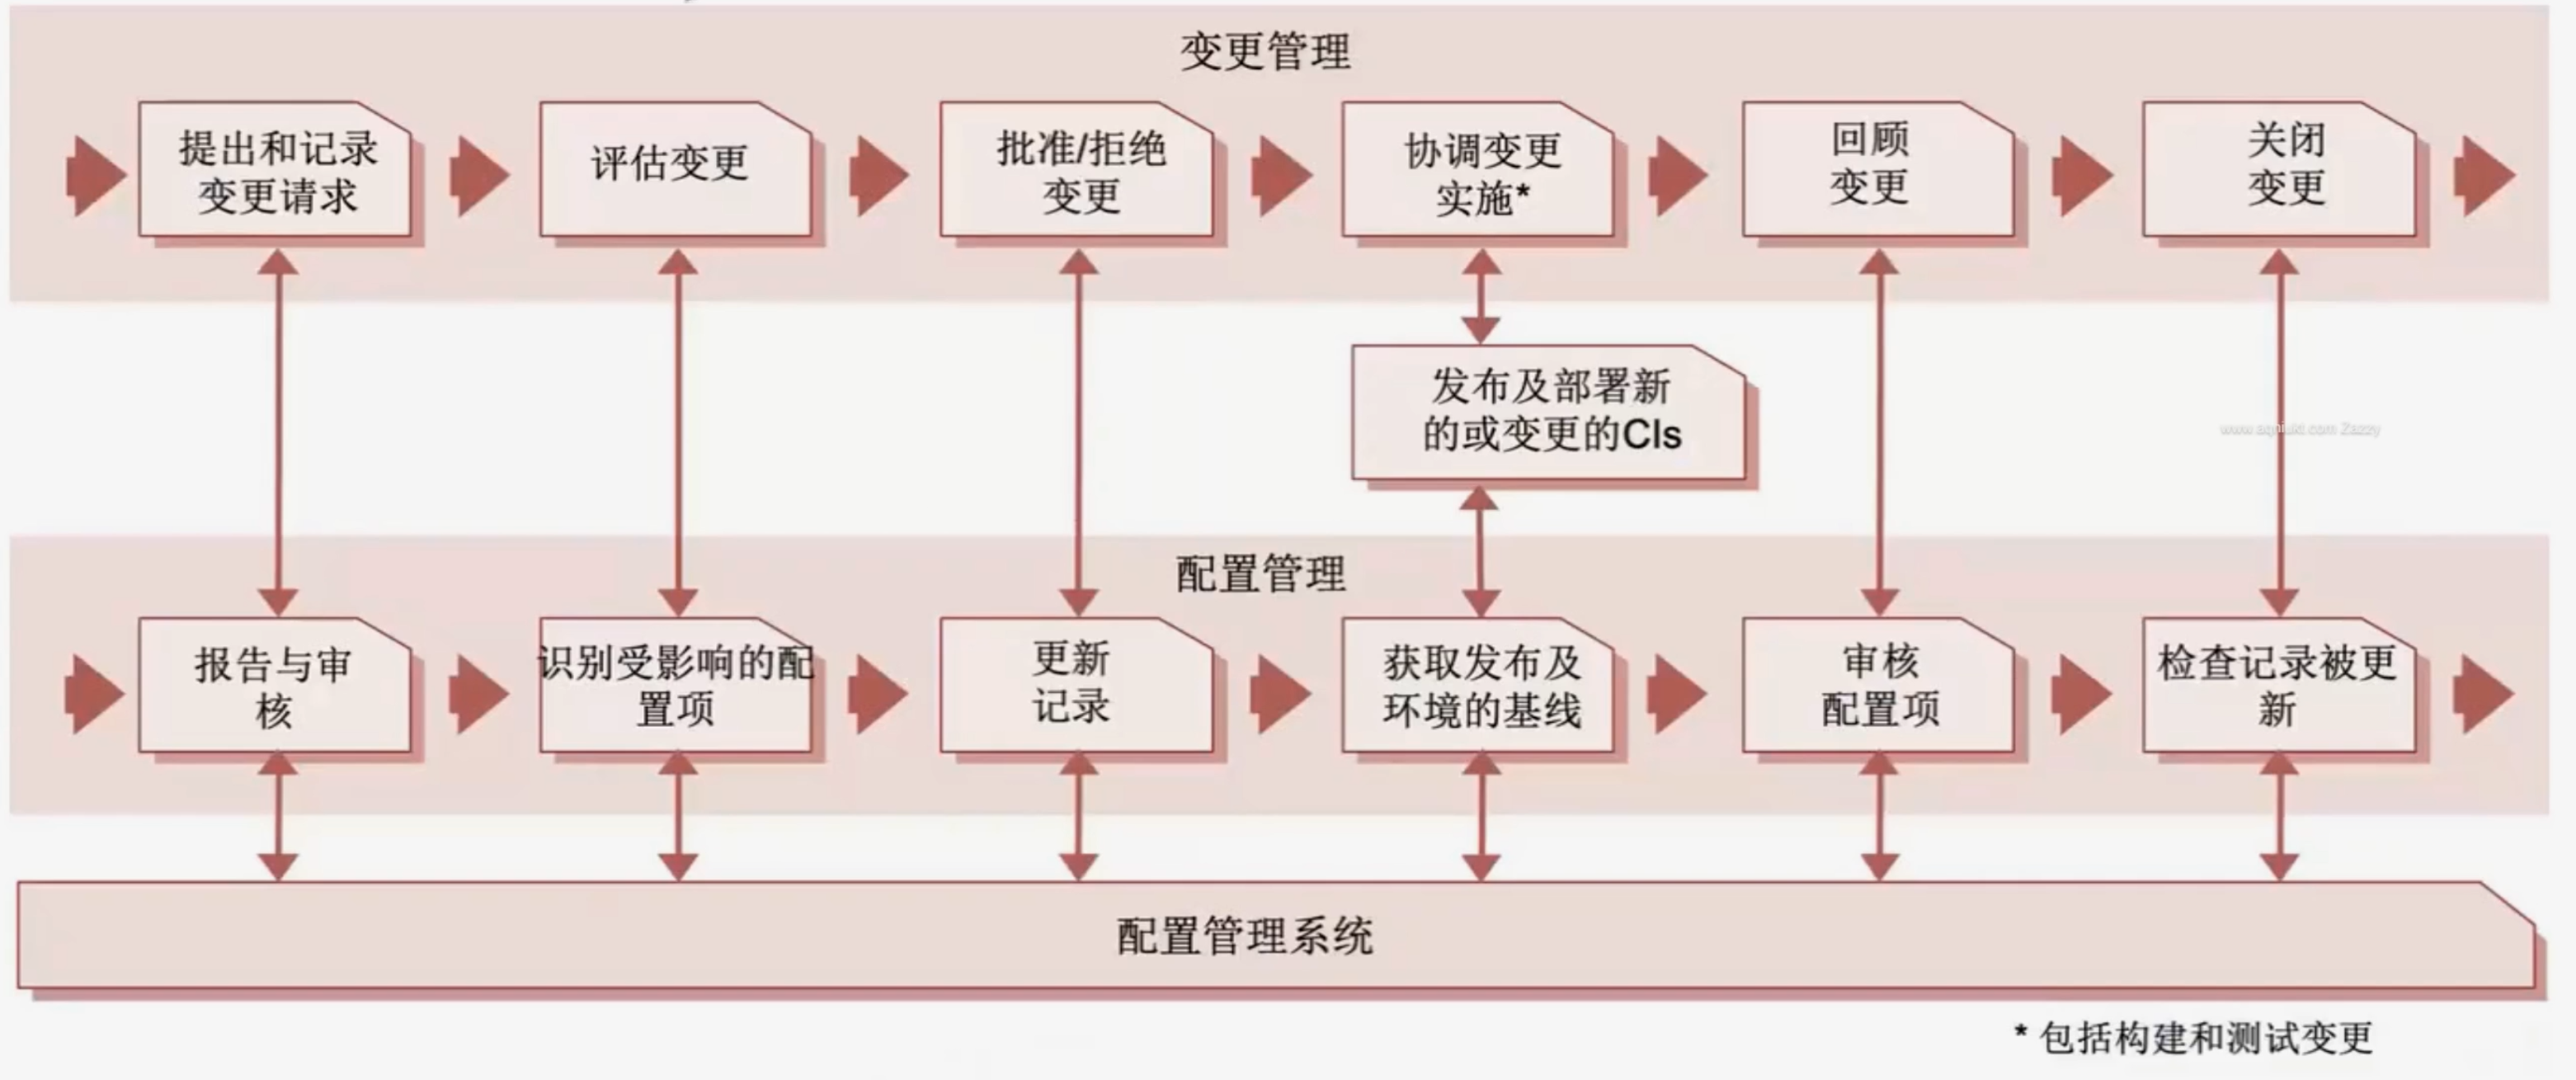 变更管理
提出和记录
变更请求
评估变更
批准/拒绝
变更
协调变更
实施*
回顾
变更
关闭
变更
发布及部署新
的或变更的CIs
配置管理
报告与审
核
识别受影响的配
置项
更新
记录
获取发布及
环境的基线
审核
配置项
检查记录被更
新
配置管理系统
* 包括构建和测试变更